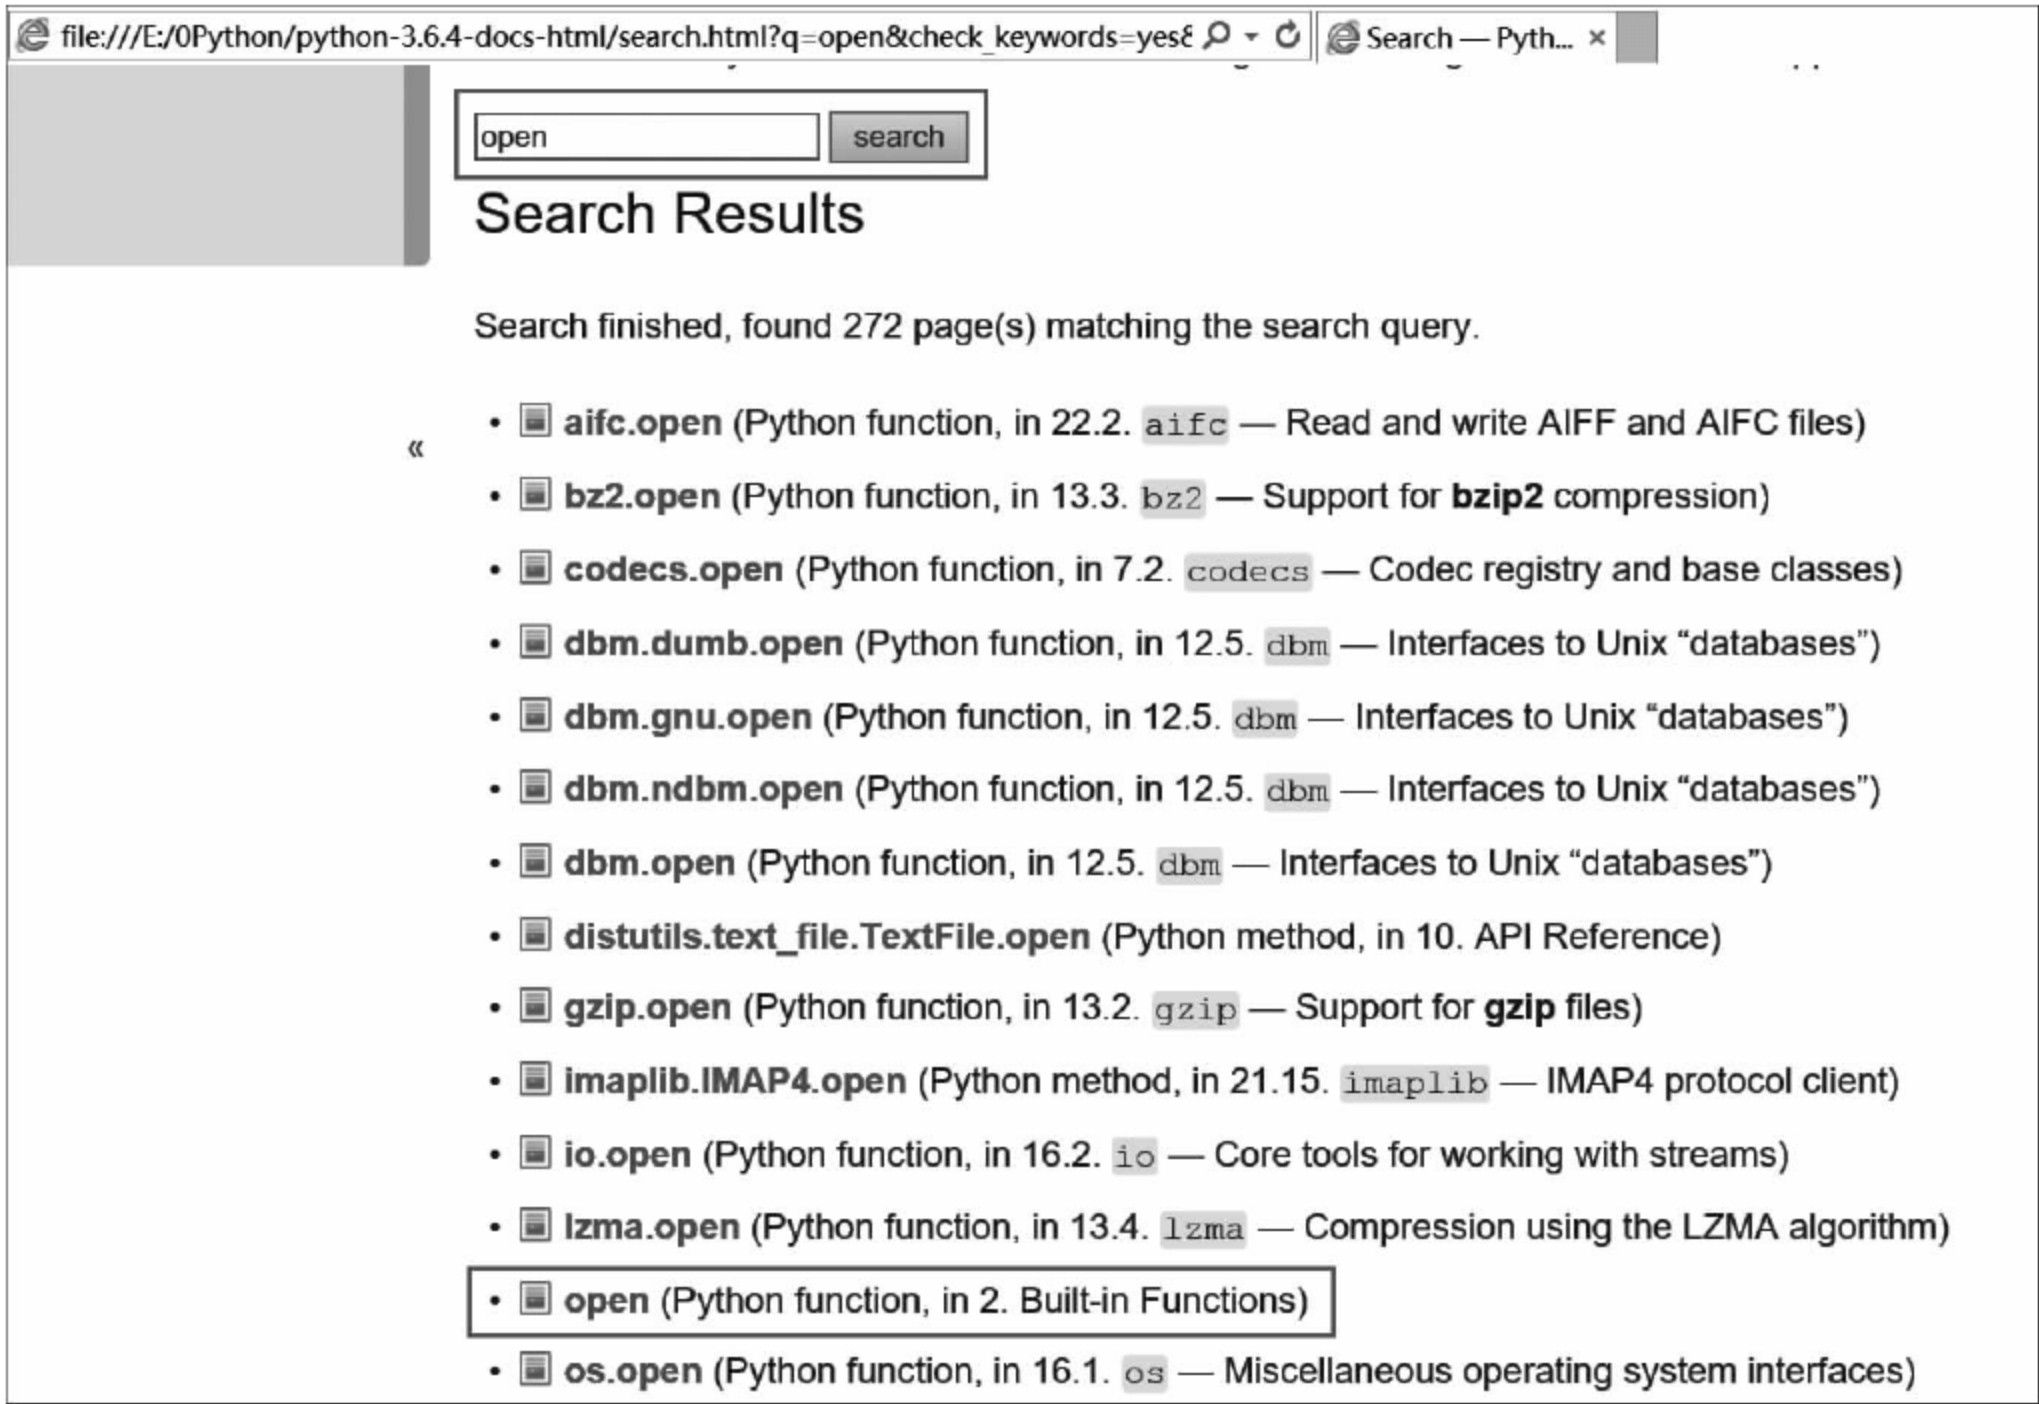 file:///E:/0Python/python-3.6.4-docs-html/search.html?q=open&check_keywords=yes&
Search — Pyth... ×
open
search
Search Results
Search finished, found 272 page(s) matching the search query.
• aifc.open (Python function, in 22.2. aifc — Read and write AIFF and AIFC files)
«
• bz2.open (Python function, in 13.3. bz2 — Support for bzip2 compression)
• codecs.open (Python function, in 7.2. codecs — Codec registry and base classes)
• dbm.dumb.open (Python function, in 12.5. dbm — Interfaces to Unix “databases”)
• dbm.gnu.open (Python function, in 12.5. dbm — Interfaces to Unix “databases”)
• dbm.ndbm.open (Python function, in 12.5. dbm — Interfaces to Unix “databases”)
• dbm.open (Python function, in 12.5. dbm — Interfaces to Unix “databases”)
• distutils.text_file.TextFile.open (Python method, in 10. API Reference)
• gzip.open (Python function, in 13.2. gzip — Support for gzip files)
• imaplib.IMAP4.open (Python method, in 21.15. imaplib — IMAP4 protocol client)
• io.open (Python function, in 16.2. io — Core tools for working with streams)
• lzma.open (Python function, in 13.4. lzma — Compression using the LZMA algorithm)
• open (Python function, in 2. Built-in Functions)
• os.open (Python function, in 16.1. os — Miscellaneous operating system interfaces)